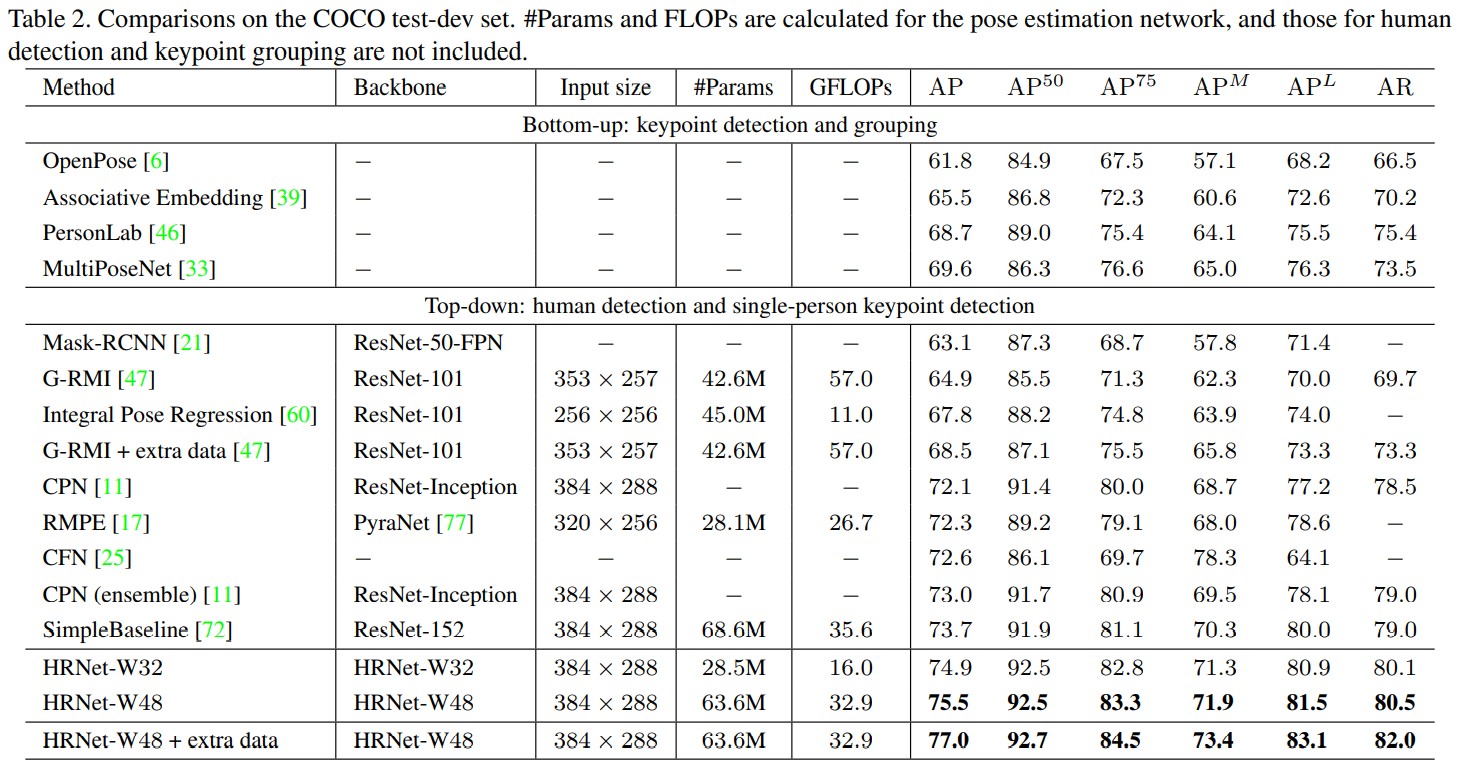 Table 2. Comparisons on the COCO test-dev set. #Params and FLOPs are calculated for the pose estimation network, and those for human
detection and keypoint grouping are not included.
Method Backbone Input size #Params GFLOPs AP AP^50 AP^75 AP^M AP^L AR
Bottom-up: keypoint detection and grouping
OpenPose [6] – – – – 61.8 84.9 67.5 57.1 68.2 66.5
Associative Embedding [39] – – – – 65.5 86.8 72.3 60.6 72.6 70.2
PersonLab [46] – – – – 68.7 89.0 75.4 64.1 75.5 75.4
MultiPoseNet [33] – – – – 69.6 86.3 76.6 65.0 76.3 73.5
Top-down: human detection and single-person keypoint detection
Mask-RCNN [21] ResNet-50-FPN – – – 63.1 87.3 68.7 57.8 71.4 –
G-RMI [47] ResNet-101 353 × 257 42.6M 57.0 64.9 85.5 71.3 62.3 70.0 69.7
Integral Pose Regression [60] ResNet-101 256 × 256 45.0M 11.0 67.8 88.2 74.8 63.9 74.0 –
G-RMI + extra data [47] ResNet-101 353 × 257 42.6M 57.0 68.5 87.1 75.5 65.8 73.3 73.3
CPN [11] ResNet-Inception 384 × 288 – – 72.1 91.4 80.0 68.7 77.2 78.5
RMPE [17] PyraNet [77] 320 × 256 28.1M 26.7 72.3 89.2 79.1 68.0 78.6 –
CFN [25] – – – – 72.6 86.1 69.7 78.3 64.1 –
CPN (ensemble) [11] ResNet-Inception 384 × 288 – – 73.0 91.7 80.9 69.5 78.1 79.0
SimpleBaseline [72] ResNet-152 384 × 288 68.6M 35.6 73.7 91.9 81.1 70.3 80.0 79.0
HRNet-W32 HRNet-W32 384 × 288 28.5M 16.0 74.9 92.5 82.8 71.3 80.9 80.1
HRNet-W48 HRNet-W48 384 × 288 63.6M 32.9 75.5 92.5 83.3 71.9 81.5 80.5
HRNet-W48 + extra data HRNet-W48 384 × 288 63.6M 32.9 77.0 92.7 84.5 73.4 83.1 82.0